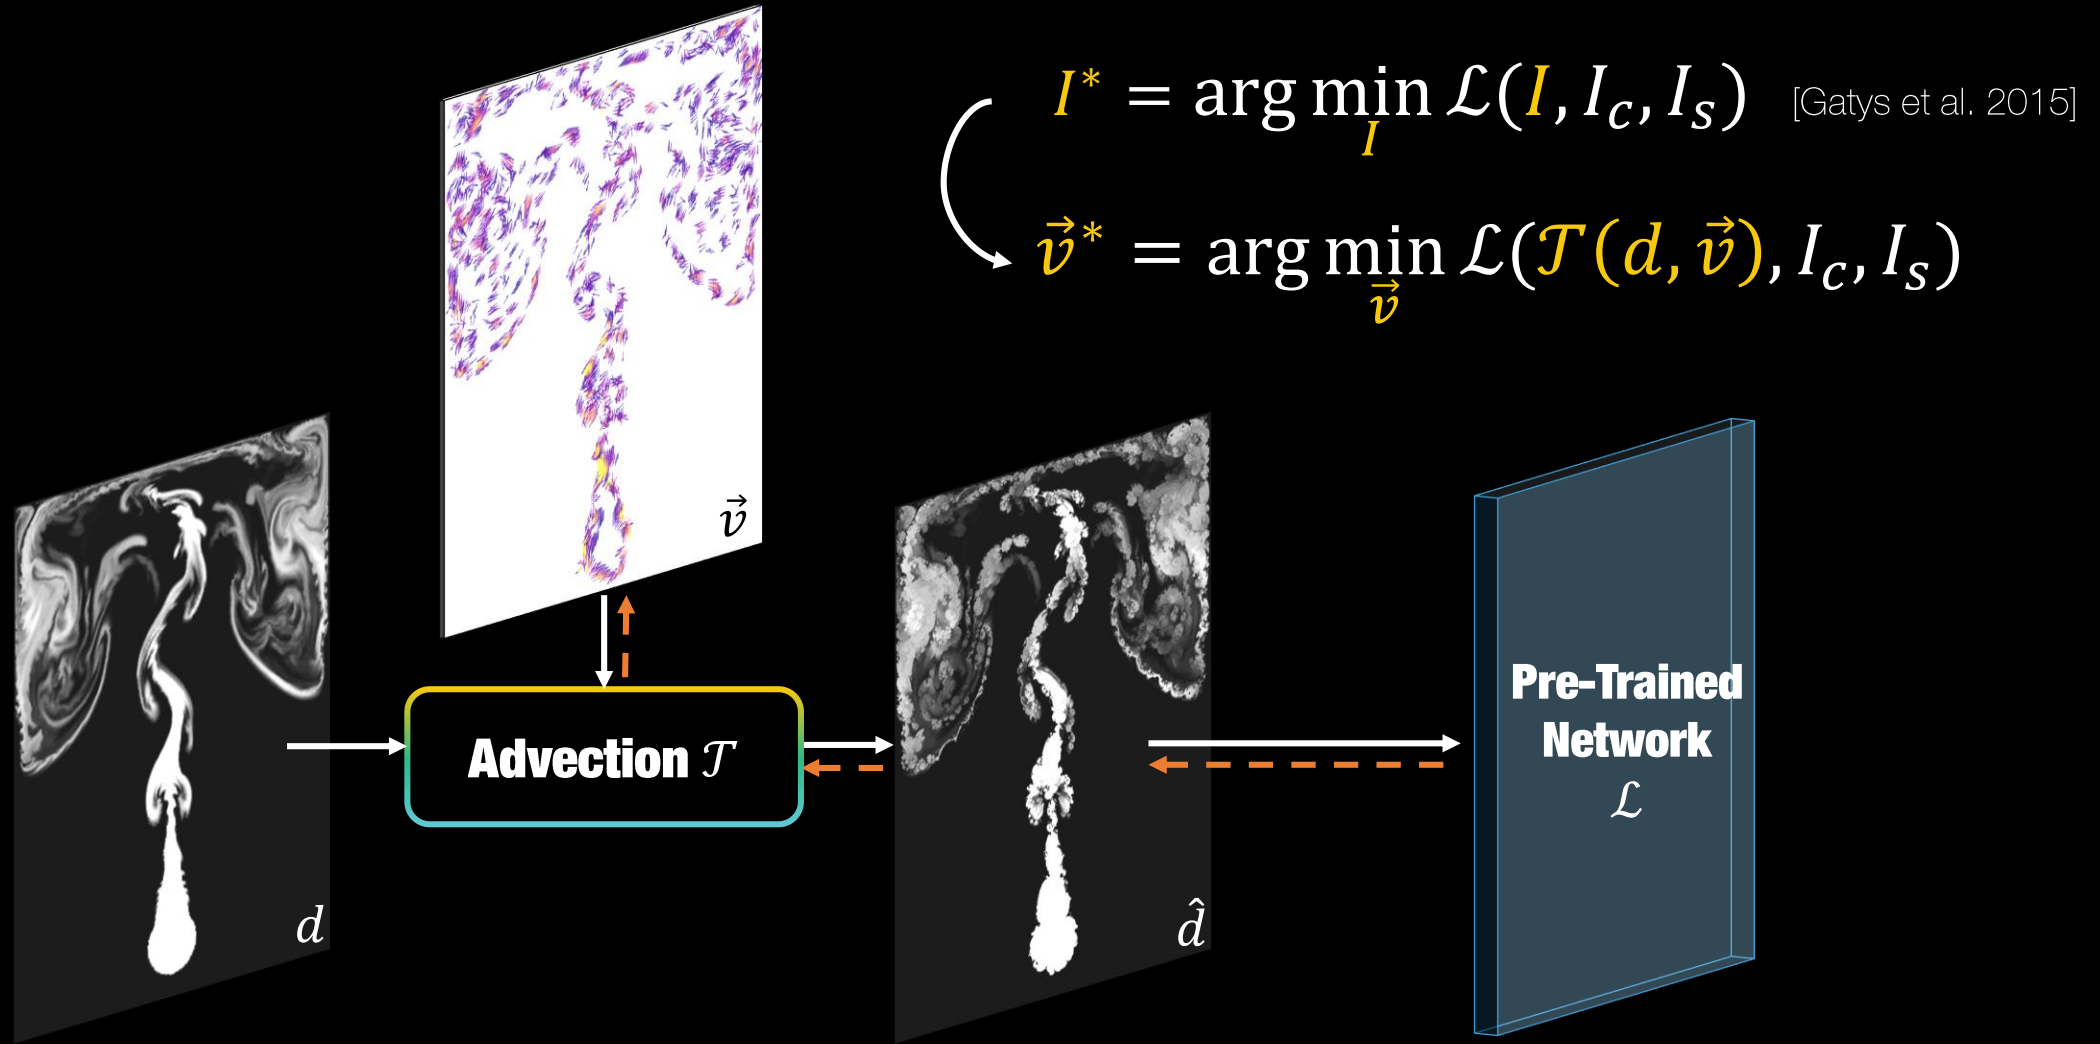 I* = arg min_I ℒ(I, I_c, I_s) [Gatys et al. 2015]
v⃗* = arg min_v⃗ ℒ(𝒯(d, v⃗), I_c, I_s)
v⃗
Advection 𝒯
Pre-Trained
Network
ℒ
d
d̂